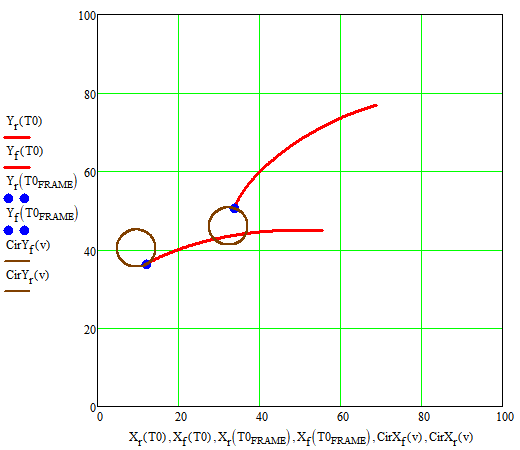 100
80
60
40
20
0
Yr(T0)
Yf(T0)
Yr(T0FRAME)
Yf(T0FRAME)
CirYf(v)
CirYr(v)
0 20 40 60 80 100
Xr(T0) , Xf(T0) , Xr(T0FRAME) , Xf(T0FRAME) , CirXf(v) , CirXr(v)